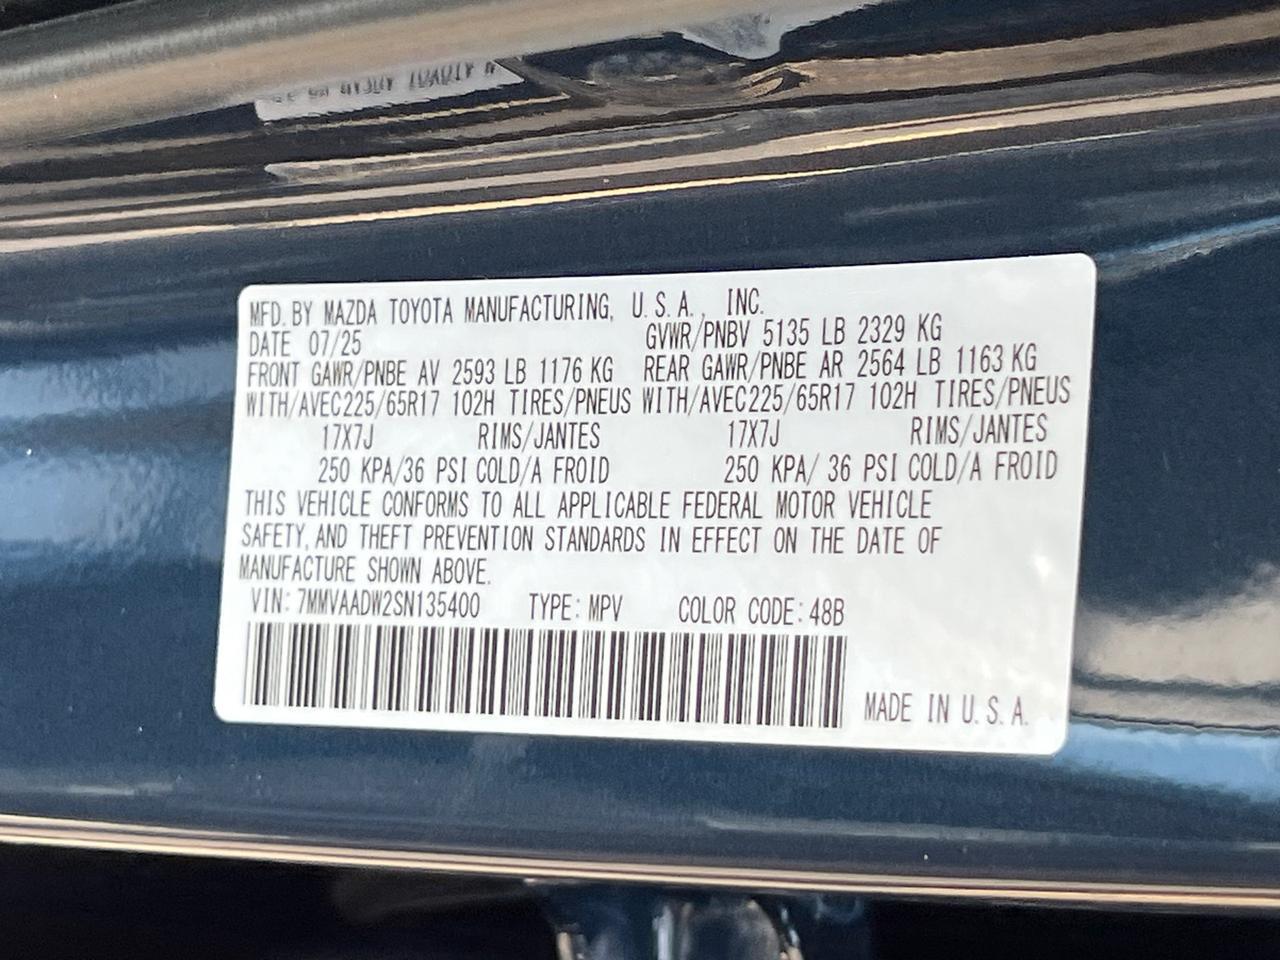 MFD. BY MAZDA TOYOTA MANUFACTURING, U.S.A., INC.
DATE 07/25 GVWR/PNBV 5135 LB 2329 KG
FRONT GAWR/PNBE AV 2593 LB 1176 KG REAR GAWR/PNBE AR 2564 LB 1163 KG
WITH/AVEC225/65R17 102H TIRES/PNEUS WITH/AVEC225/65R17 102H TIRES/PNEUS
17X7J RIMS/JANTES 17X7J RIMS/JANTES
250 KPA/36 PSI COLD/A FROID 250 KPA/ 36 PSI COLD/A FROID
THIS VEHICLE CONFORMS TO ALL APPLICABLE FEDERAL MOTOR VEHICLE
SAFETY, AND THEFT PREVENTION STANDARDS IN EFFECT ON THE DATE OF
MANUFACTURE SHOWN ABOVE.
VIN: 7MMVAADW2SN135400 TYPE: MPV COLOR CODE: 48B
MADE IN U.S.A.